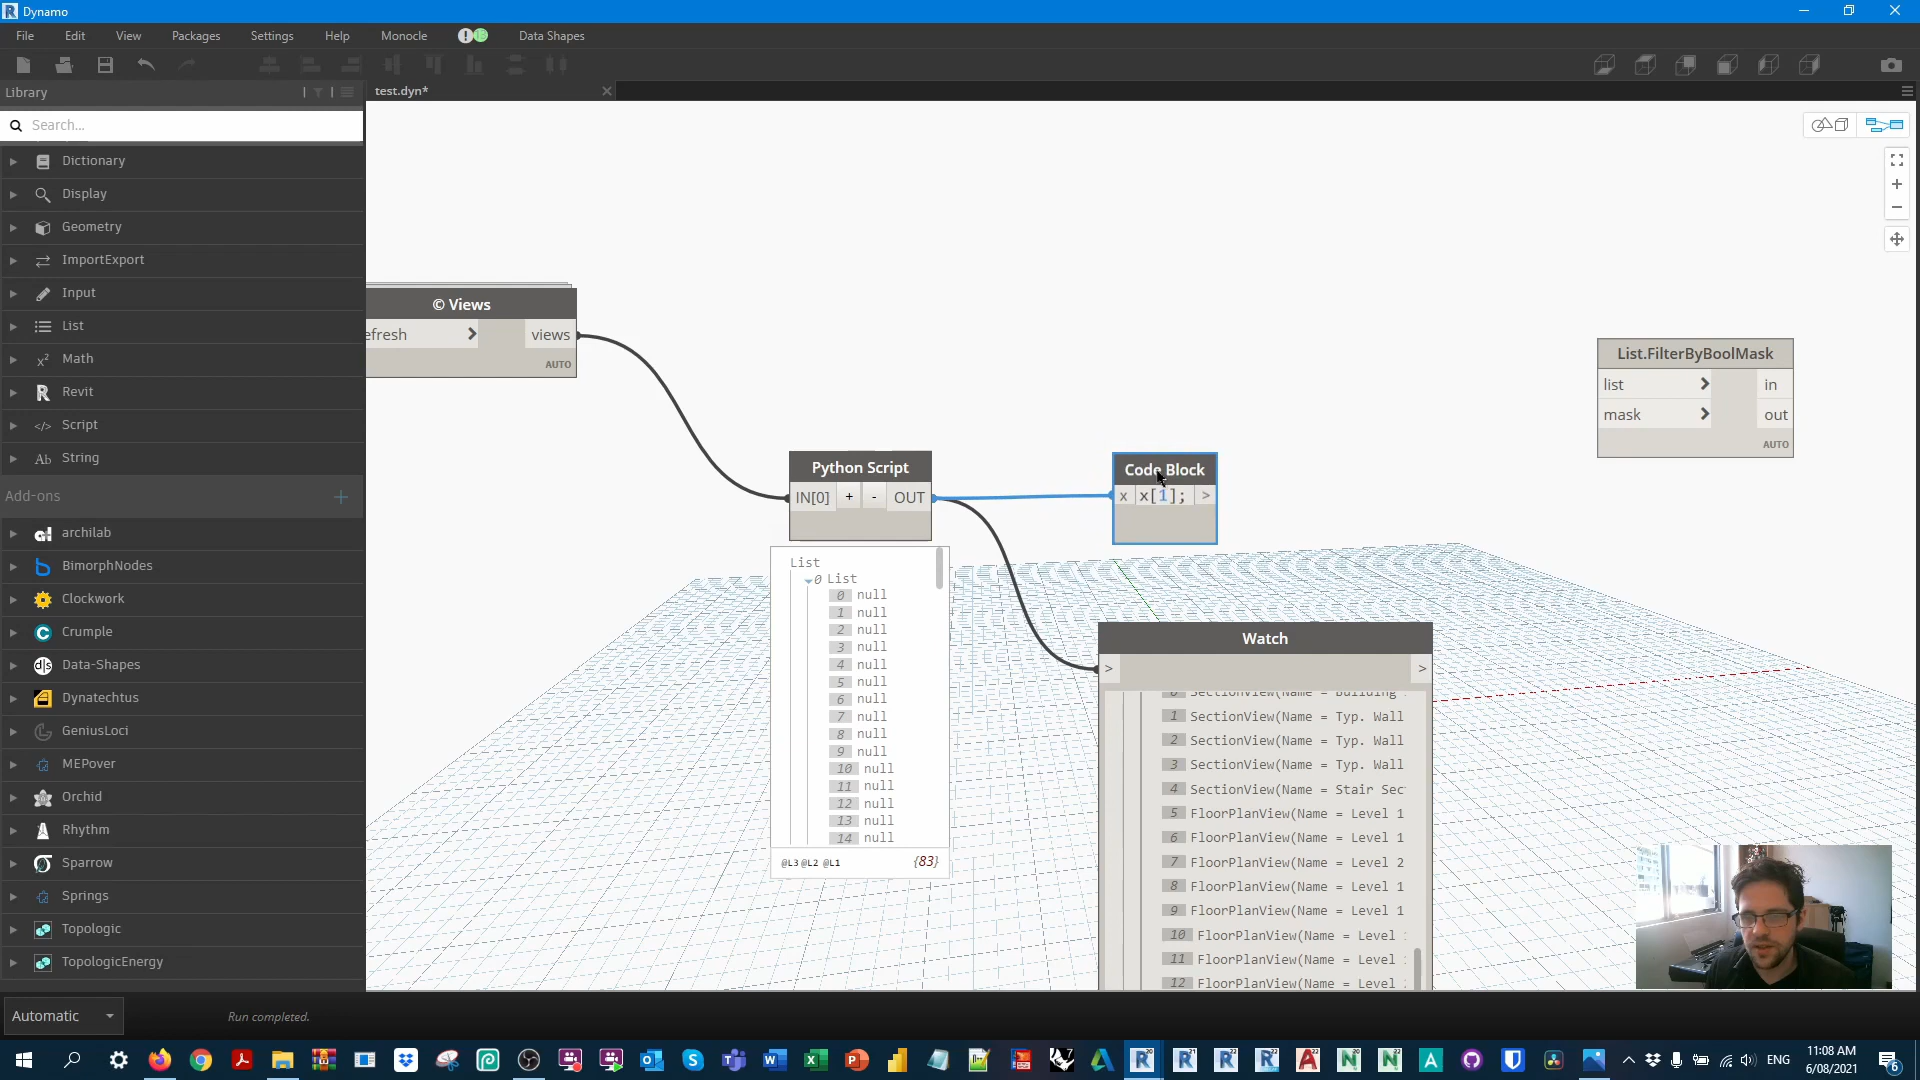 Dynamo
File Edit View Packages Settings Help Monocle Data Shapes
Library
test.dyn*
Search...
Dictionary
Display
Geometry
ImportExport
Input
List
Math
Revit
Script
String
Add-ons
archilab
BimorphNodes
Clockwork
Crumple
Data-Shapes
Dynatechtus
GeniusLoci
MEPover
Orchid
Rhythm
Sparrow
Springs
Topologic
TopologicEnergy
© Views
efresh > views
AUTO
Python Script
IN[0] + - OUT
List
0 List
0 null
1 null
2 null
3 null
4 null
5 null
6 null
7 null
8 null
9 null
10 null
11 null
12 null
13 null
14 null
@L3 @L2 @L1 {83}
Code Block
x x[1]; >
List.FilterByBoolMask
list > in
mask > out
AUTO
Watch
> >
0 SectionView(Name = Building
1 SectionView(Name = Typ. Wall
2 SectionView(Name = Typ. Wall
3 SectionView(Name = Typ. Wall
4 SectionView(Name = Stair Sec
5 FloorPlanView(Name = Level 1
6 FloorPlanView(Name = Level 1
7 FloorPlanView(Name = Level 2
8 FloorPlanView(Name = Level 1
9 FloorPlanView(Name = Level 1
10 FloorPlanView(Name = Level
11 FloorPlanView(Name = Level
12 FloorPlanView(Name = Level
Automatic
Run completed.
ENG
11:08 AM
6/08/2021